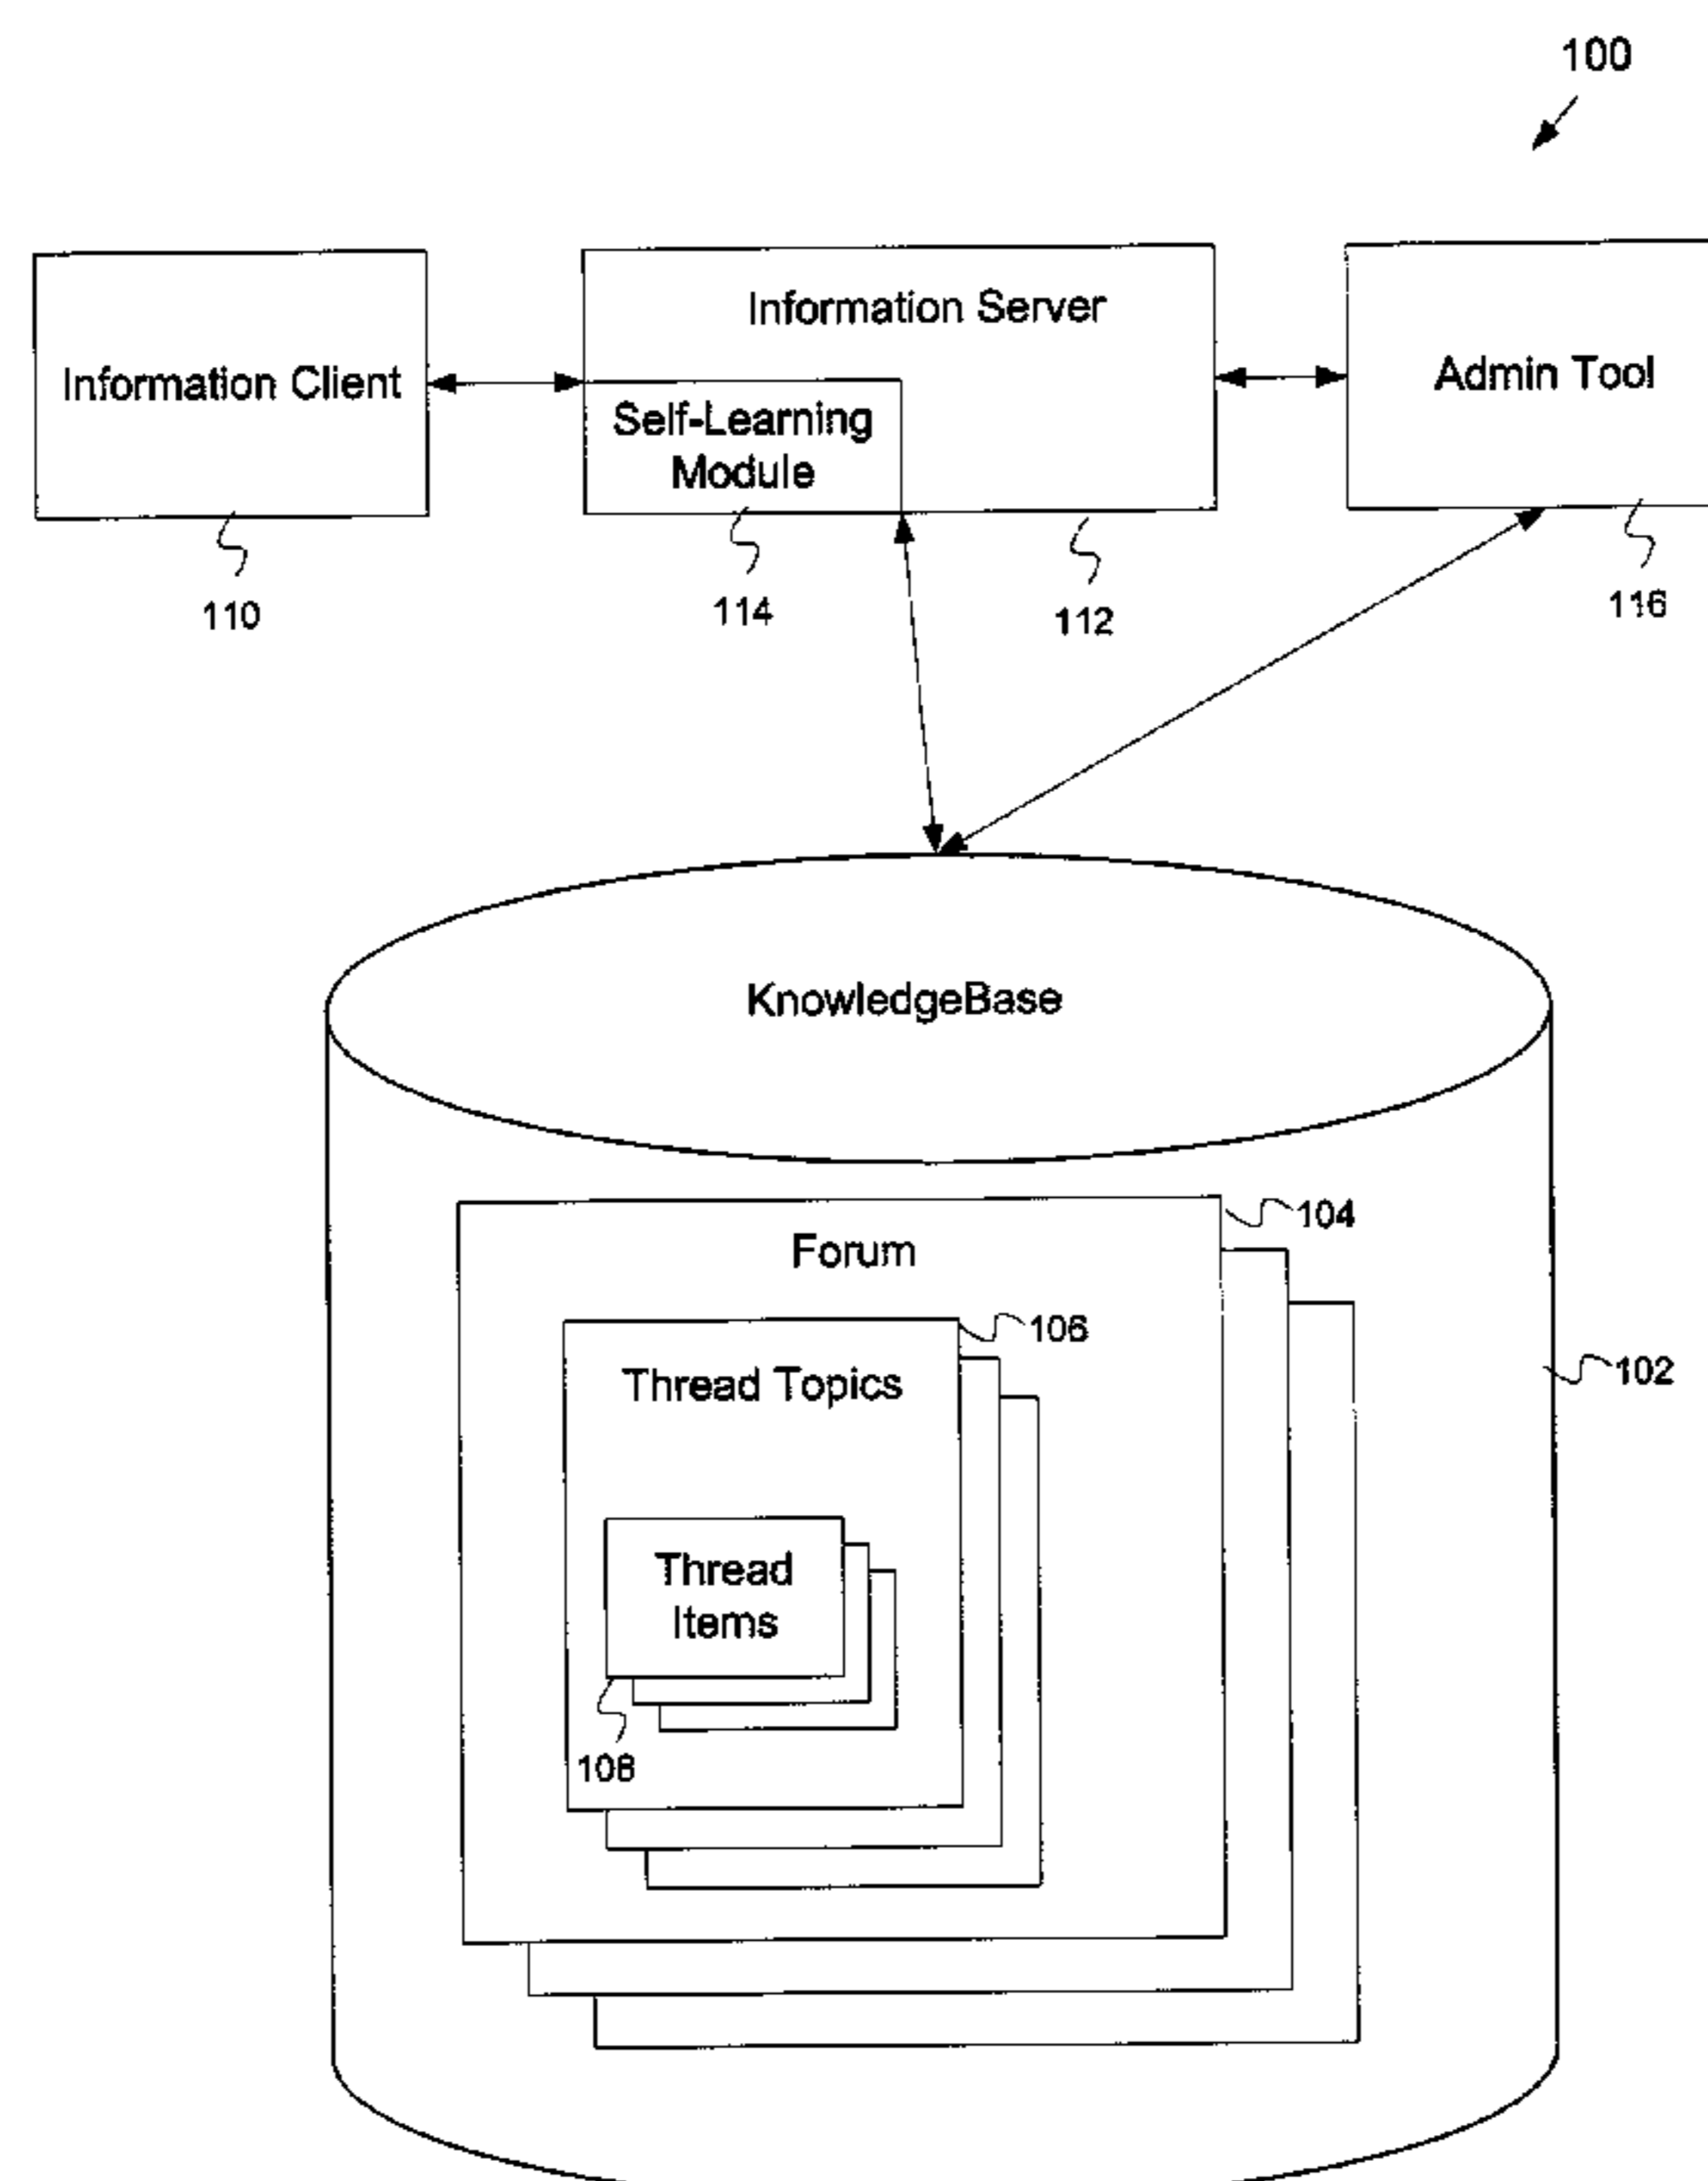 100
Information Client
Information Server
Self-Learning
Module
Admin Tool
110
114
112
116
KnowledgeBase
104
Forum
106
Thread Topics
102
Thread
Items
108